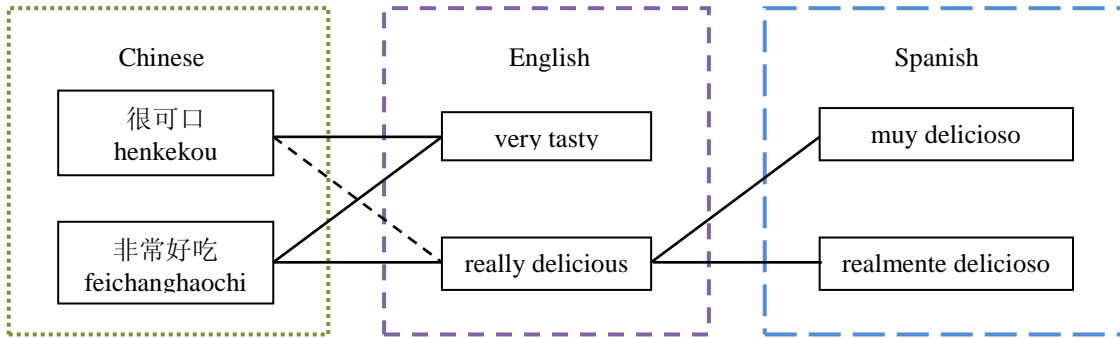 Chinese
English
Spanish
很可口
henkekou
very tasty
muy delicioso
非常好吃
feichanghaochi
really delicious
realmente delicioso